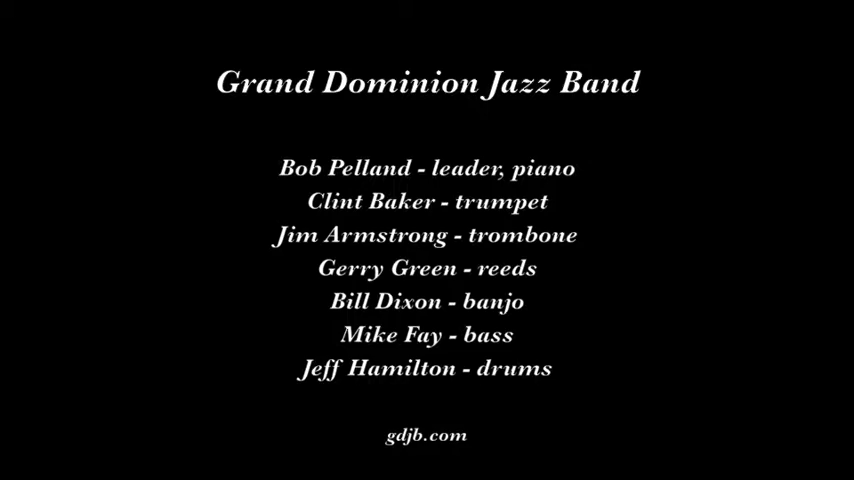 Grand Dominion Jazz Band
Bob Pelland - leader, piano
Clint Baker - trumpet
Jim Armstrong - trombone
Gerry Green - reeds
Bill Dixon - banjo
Mike Fay - bass
Jeff Hamilton - drums
gdjb.com